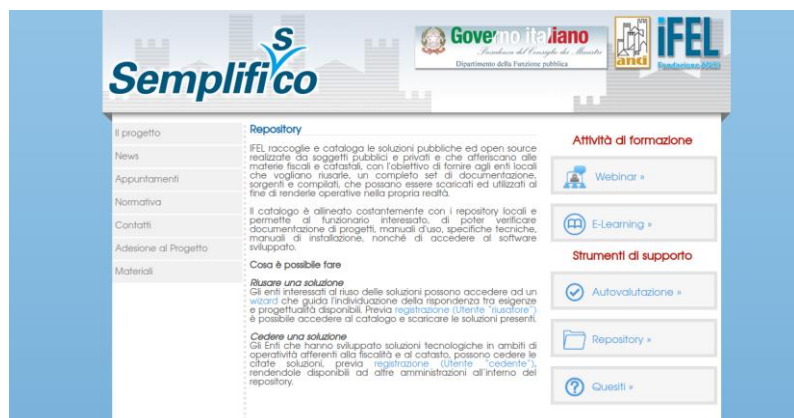 Semplifisco
S
Governo italiano
Presidenza del Consiglio dei Ministri
Dipartimento della Funzione pubblica
anci
iFEL
Fondazione ANCI
Il progetto
News
Appuntamenti
Normativa
Contatti
Adesione al Progetto
Materiali
Repository
IFEL raccoglie e cataloga le soluzioni pubbliche ed open source
realizzate da soggetti pubblici e privati e che afferiscano alle
materie fiscali e catastali, con l'obiettivo di fornire agli enti locali
che vogliano riusarle, un completo set di documentazione,
sorgenti e compilati, che possano essere scaricati ed utilizzati al
fine di renderle operative nella propria realtà.
Il catalogo è allineato costantemente con i repository locali e
permette al funzionario interessato, di poter verificare
documentazione di progetti, manuali d'uso, specifiche tecniche,
manuali di installazione, nonché di accedere al software
sviluppato.
Cosa è possibile fare
Riusare una soluzione
Gli enti interessati al riuso delle soluzioni possono accedere ad un
wizard che guida l'individuazione della rispondenza tra esigenze
e progettualità disponibili. Previa registrazione (Utente "riusatore")
è possibile accedere al catalogo e scaricare le soluzioni presenti.
Cedere una soluzione
Gli Enti che hanno sviluppato soluzioni tecnologiche in ambiti di
operatività afferenti alla fiscalità e al catasto, possono cedere le
citate soluzioni, previa registrazione (Utente "cedente"),
rendendole disponibili ad altre amministrazioni all'interno del
repository.
Attività di formazione
Webinar »
E-Learning »
Strumenti di supporto
Autovalutazione »
Repository »
Quesiti »